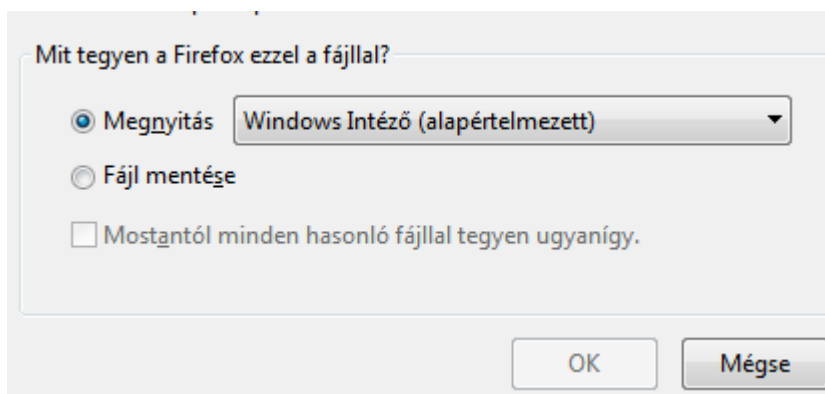 Mit tegyen a Firefox ezzel a fájllal?
Megnyitás Windows Intéző (alapértelmezett)
Fájl mentése
Mostantól minden hasonló fájllal tegyen ugyanígy.
OK Mégse